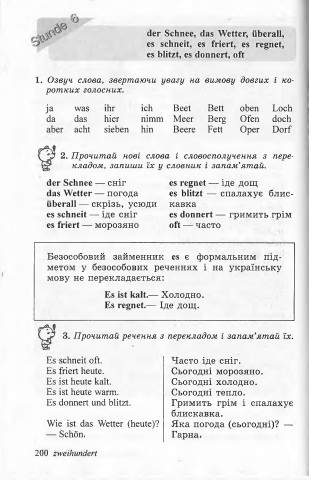 Stunde 6
der Schnee, das Wetter, überall,
es schneit, es friert, es regnet,
es blitzt, es donnert, oft
1. Озвуч слова, звертаючи увагу на вимову довгих і ко-
ротких голосних.
ja was ihr ich Beet Bett oben Loch
da das hier nimm Meer Berg Ofen doch
aber acht sieben hin Beere Fett Oper Dorf
2. Прочитай нові слова і словосполучення з пере-
кладом, запиши їх у словник і запам'ятай.
der Schnee — сніг es regnet — іде дощ
das Wetter — погода es blitzt — спалахує блис-
überall — скрізь, усюди кавка
es schneit — іде сніг es donnert — гримить грім
es friert — морозяно oft — часто
Безособовий займенник es є формальним під-
метом у безособових реченнях і на українську
мову не перекладається:
Es ist kalt.— Холодно.
Es regnet.— Іде дощ.
3. Прочитай речення з перекладом і запам'ятай їх.
Es schneit oft. Часто іде сніг.
Es friert heute. Сьогодні морозяно.
Es ist heute kalt. Сьогодні холодно.
Es ist heute warm. Сьогодні тепло.
Es donnert und blitzt. Гримить грім і спалахує
блискавка.
Wie ist das Wetter (heute)? Яка погода (сьогодні)? —
— Schön. Гарна.
200 zweihundert